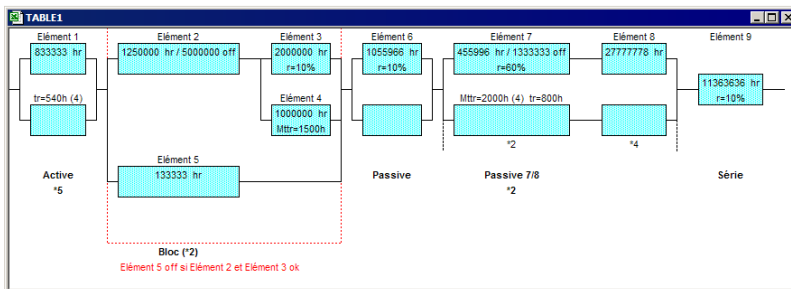 TABLE1
Elément 1
Elément 2
Elément 3
Elément 6
Elément 7
Elément 8
Elément 9
833333 hr
1250000 hr / 5000000 off
2000000 hr
r=10%
1055966 hr
r=10%
455996 hr / 1333333 off
r=60%
27777778 hr
11363636 hr
r=10%
tr=540h (4)
Elément 4
1000000 hr
Mttr=1500h
Mttr=2000h (4) tr=800h
*2
*4
Elément 5
133333 hr
Active
*5
Passive
Passive 7/8
*2
Série
Bloc (*2)
Elément 5 off si Elément 2 et Elément 3 ok